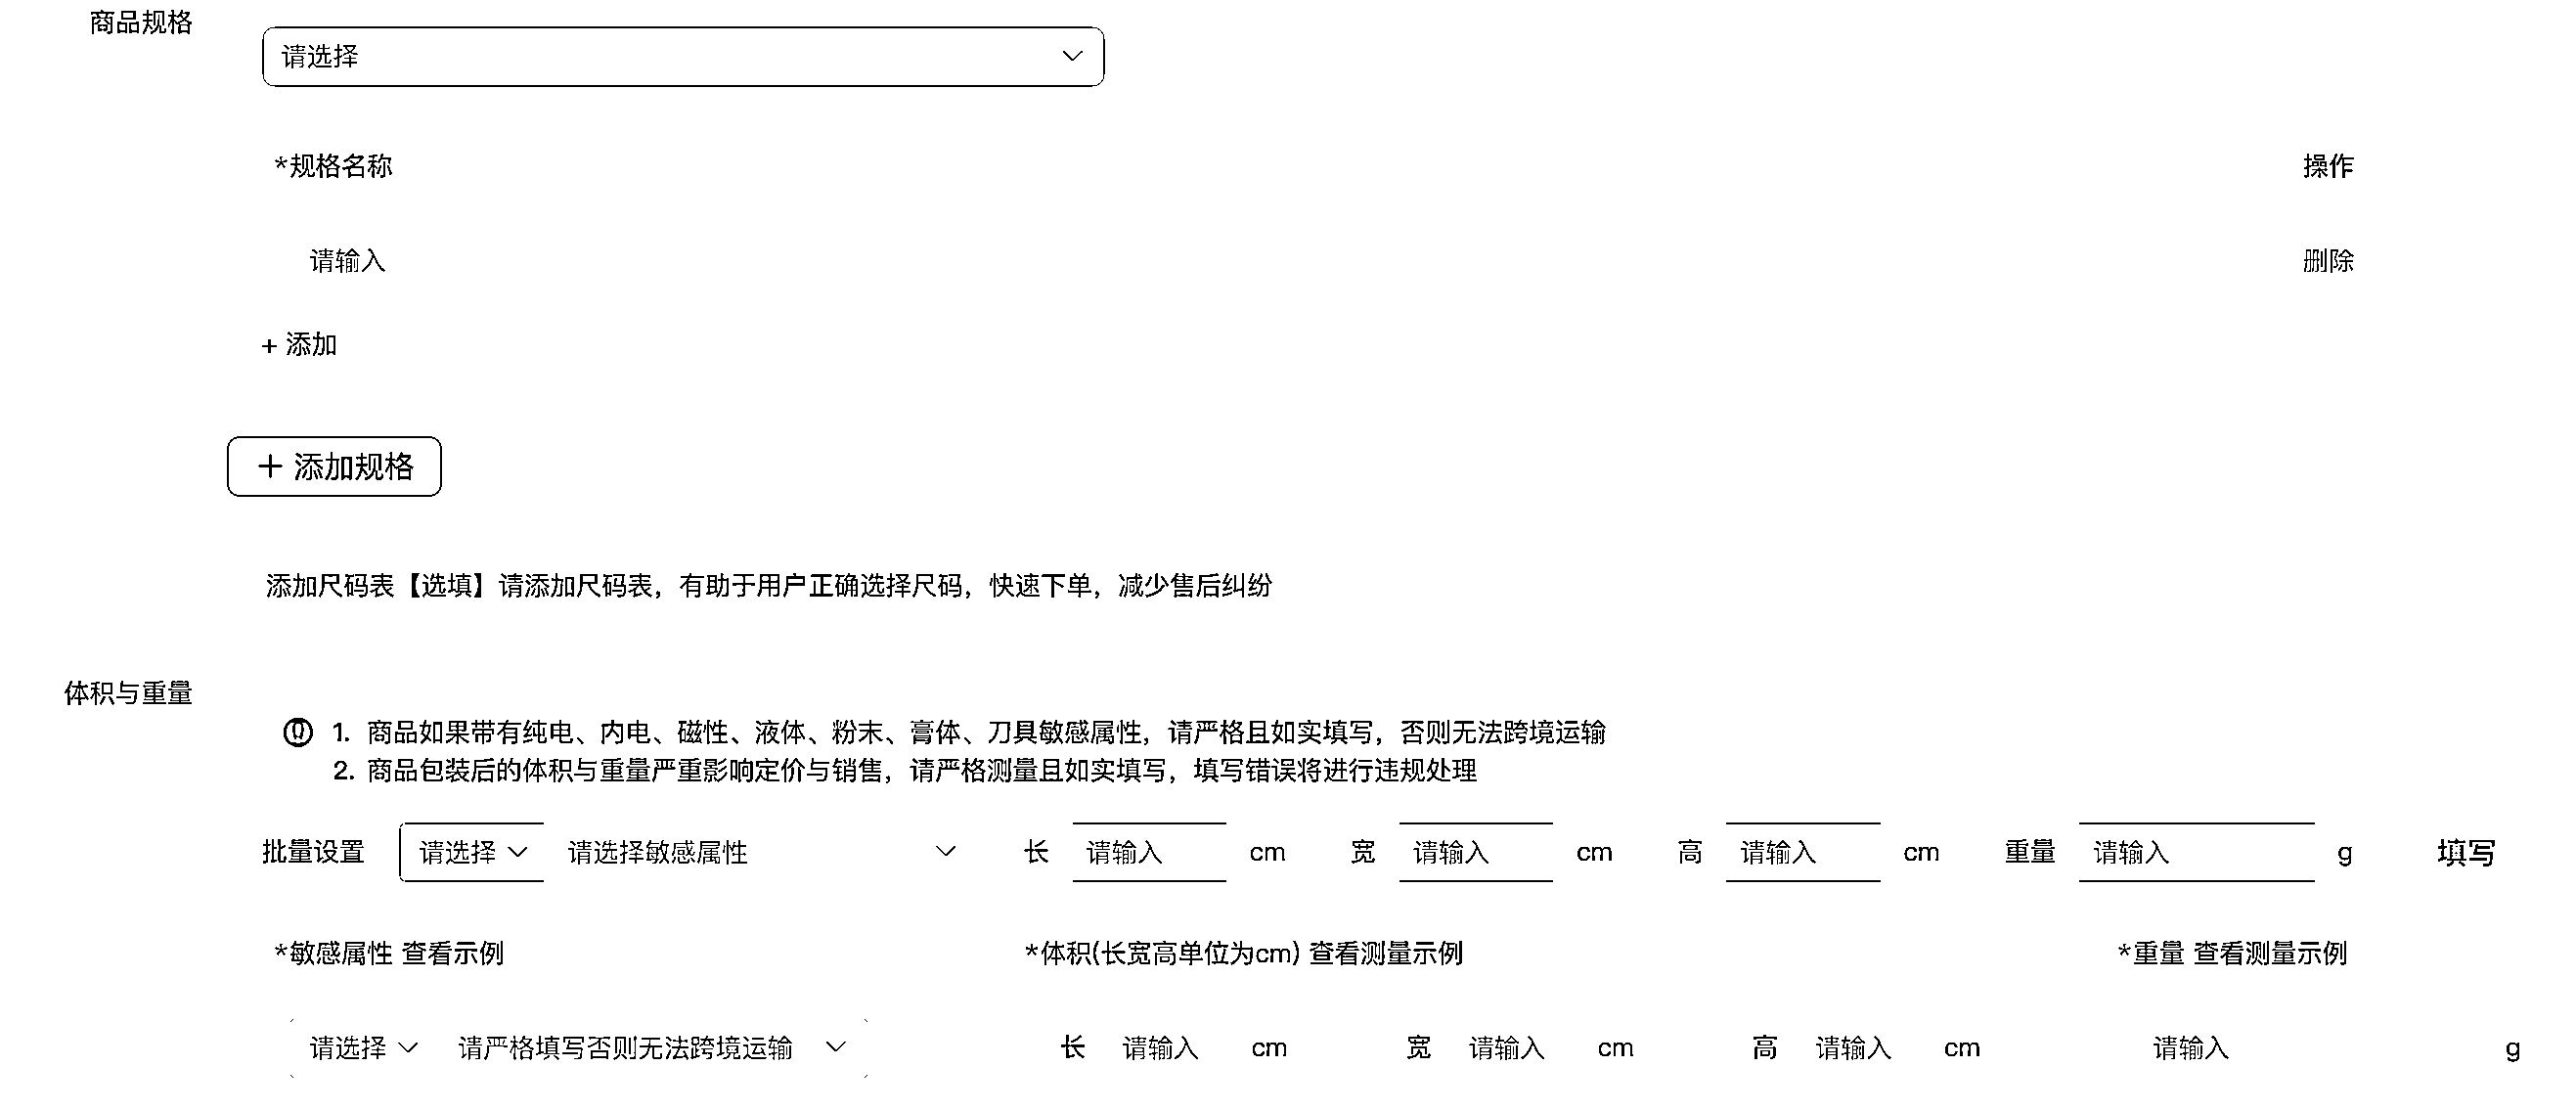 商品规格
请选择
*规格名称 操作
请输入 删除
+ 添加
+ 添加规格
添加尺码表【选填】请添加尺码表，有助于用户正确选择尺码，快速下单，减少售后纠纷
体积与重量
1. 商品如果带有纯电、内电、磁性、液体、粉末、膏体、刀具敏感属性，请严格且如实填写，否则无法跨境运输
2. 商品包装后的体积与重量严重影响定价与销售，请严格测量且如实填写，填写错误将进行违规处理
批量设置 请选择 请选择敏感属性 长 请输入 cm 宽 请输入 cm 高 请输入 cm 重量 请输入 g 填写
*敏感属性 查看示例 *体积(长宽高单位为cm) 查看测量示例 *重量 查看测量示例
请选择 请严格填写否则无法跨境运输 长 请输入 cm 宽 请输入 cm 高 请输入 cm 请输入 g